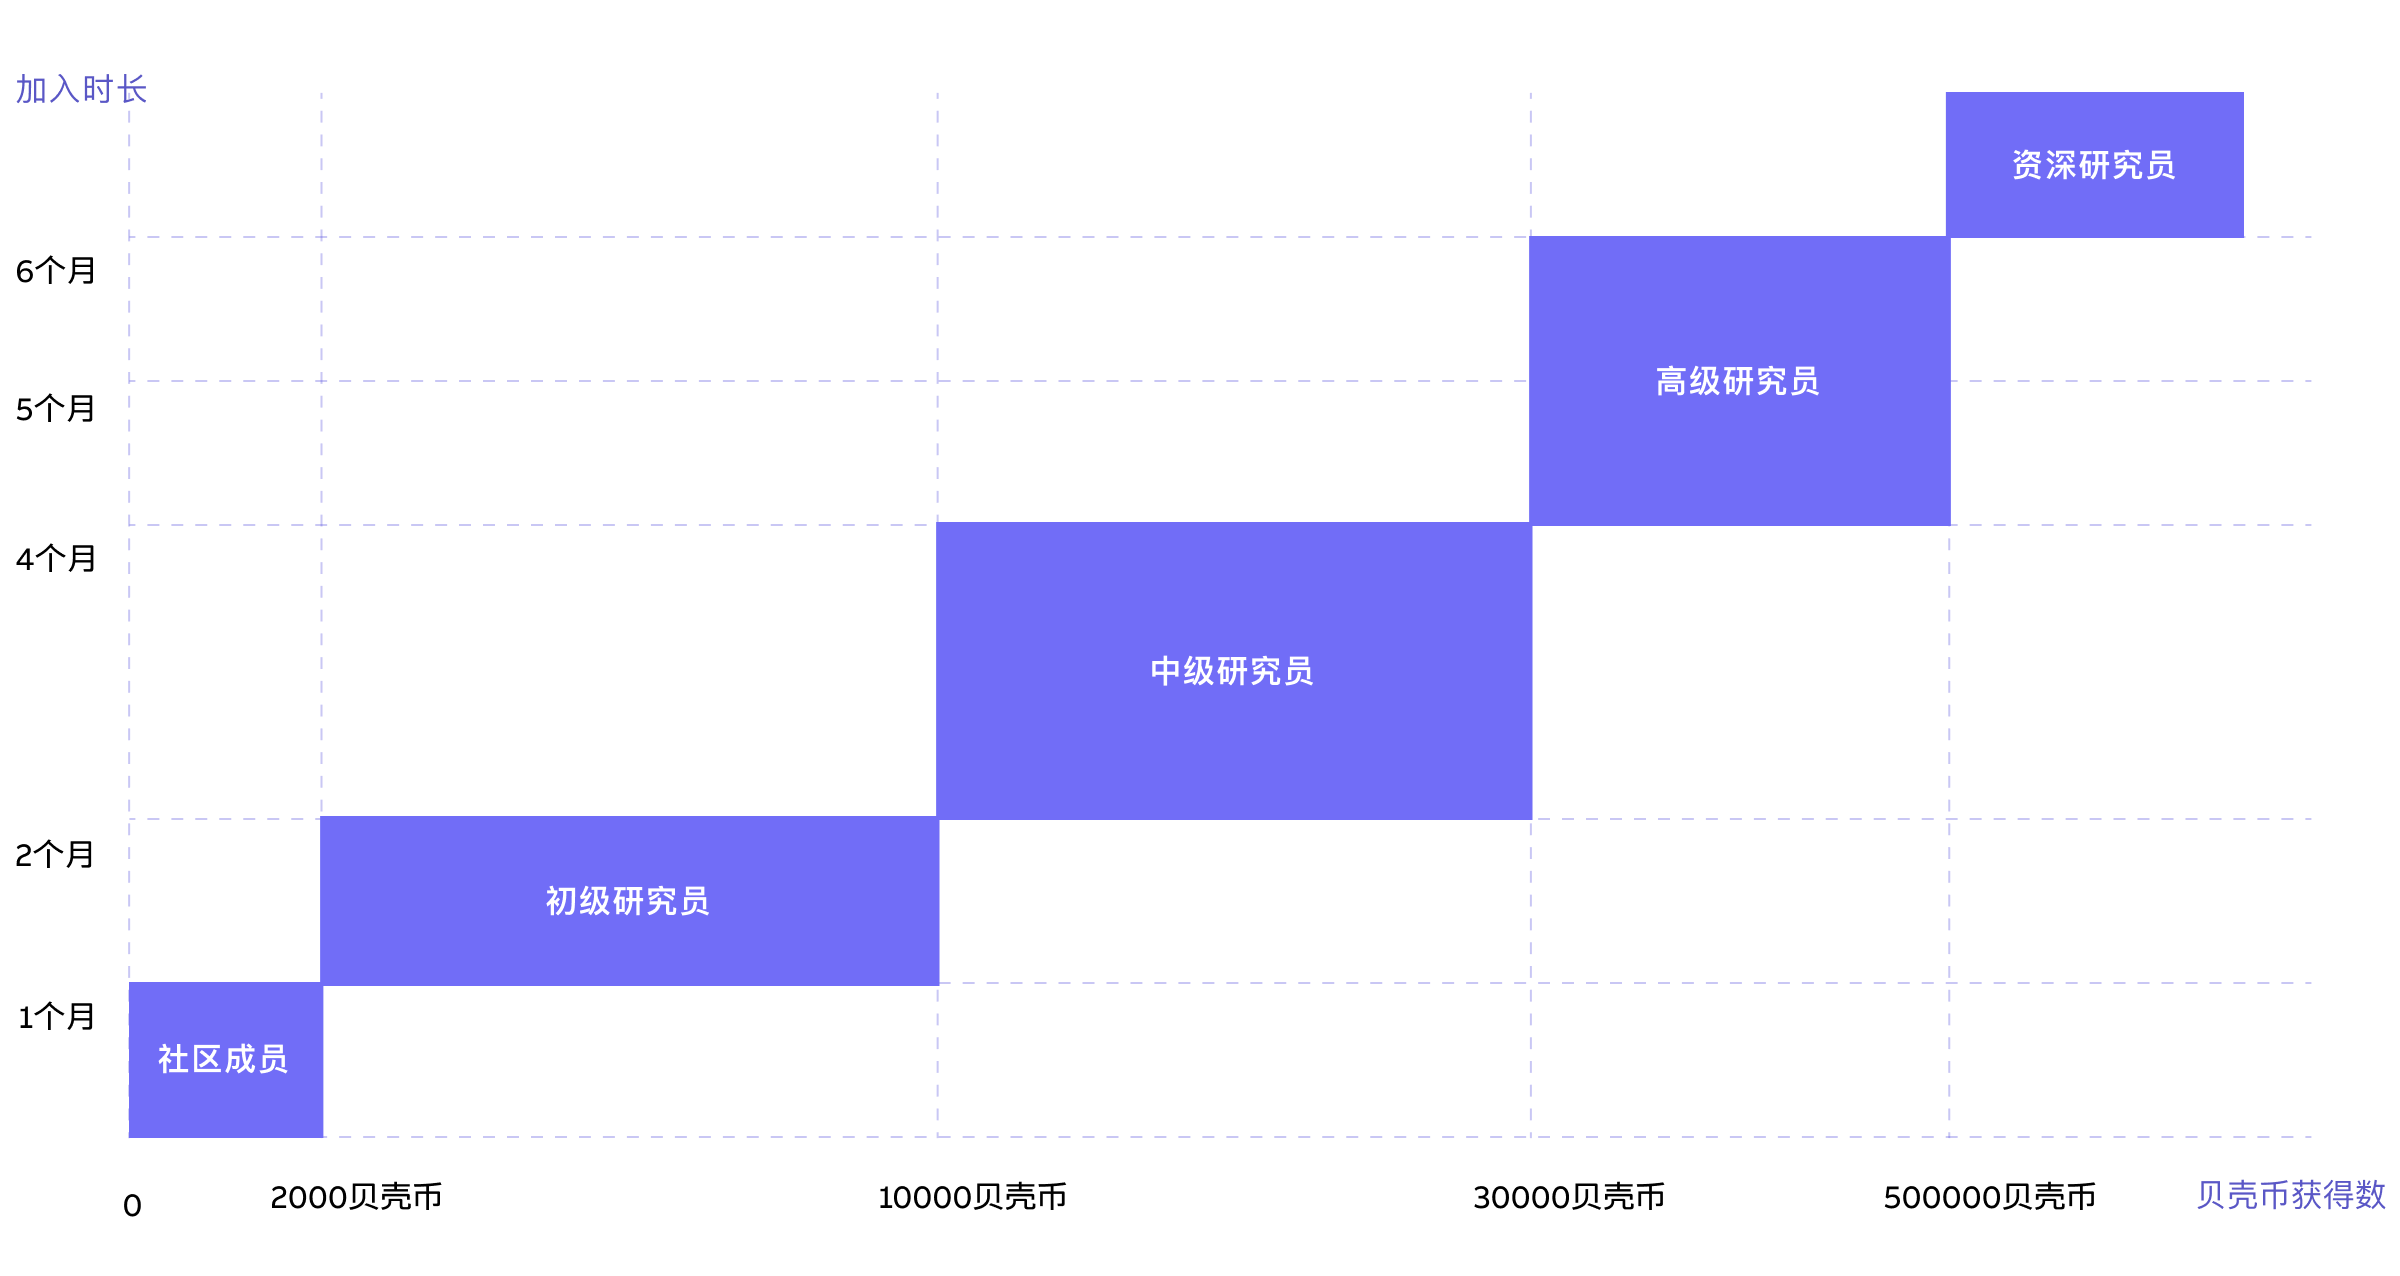 加入时长
资深研究员
6个月
高级研究员
5个月
4个月
中级研究员
2个月
初级研究员
1个月
社区成员
0
2000贝壳币
10000贝壳币
30000贝壳币
500000贝壳币
贝壳币获得数